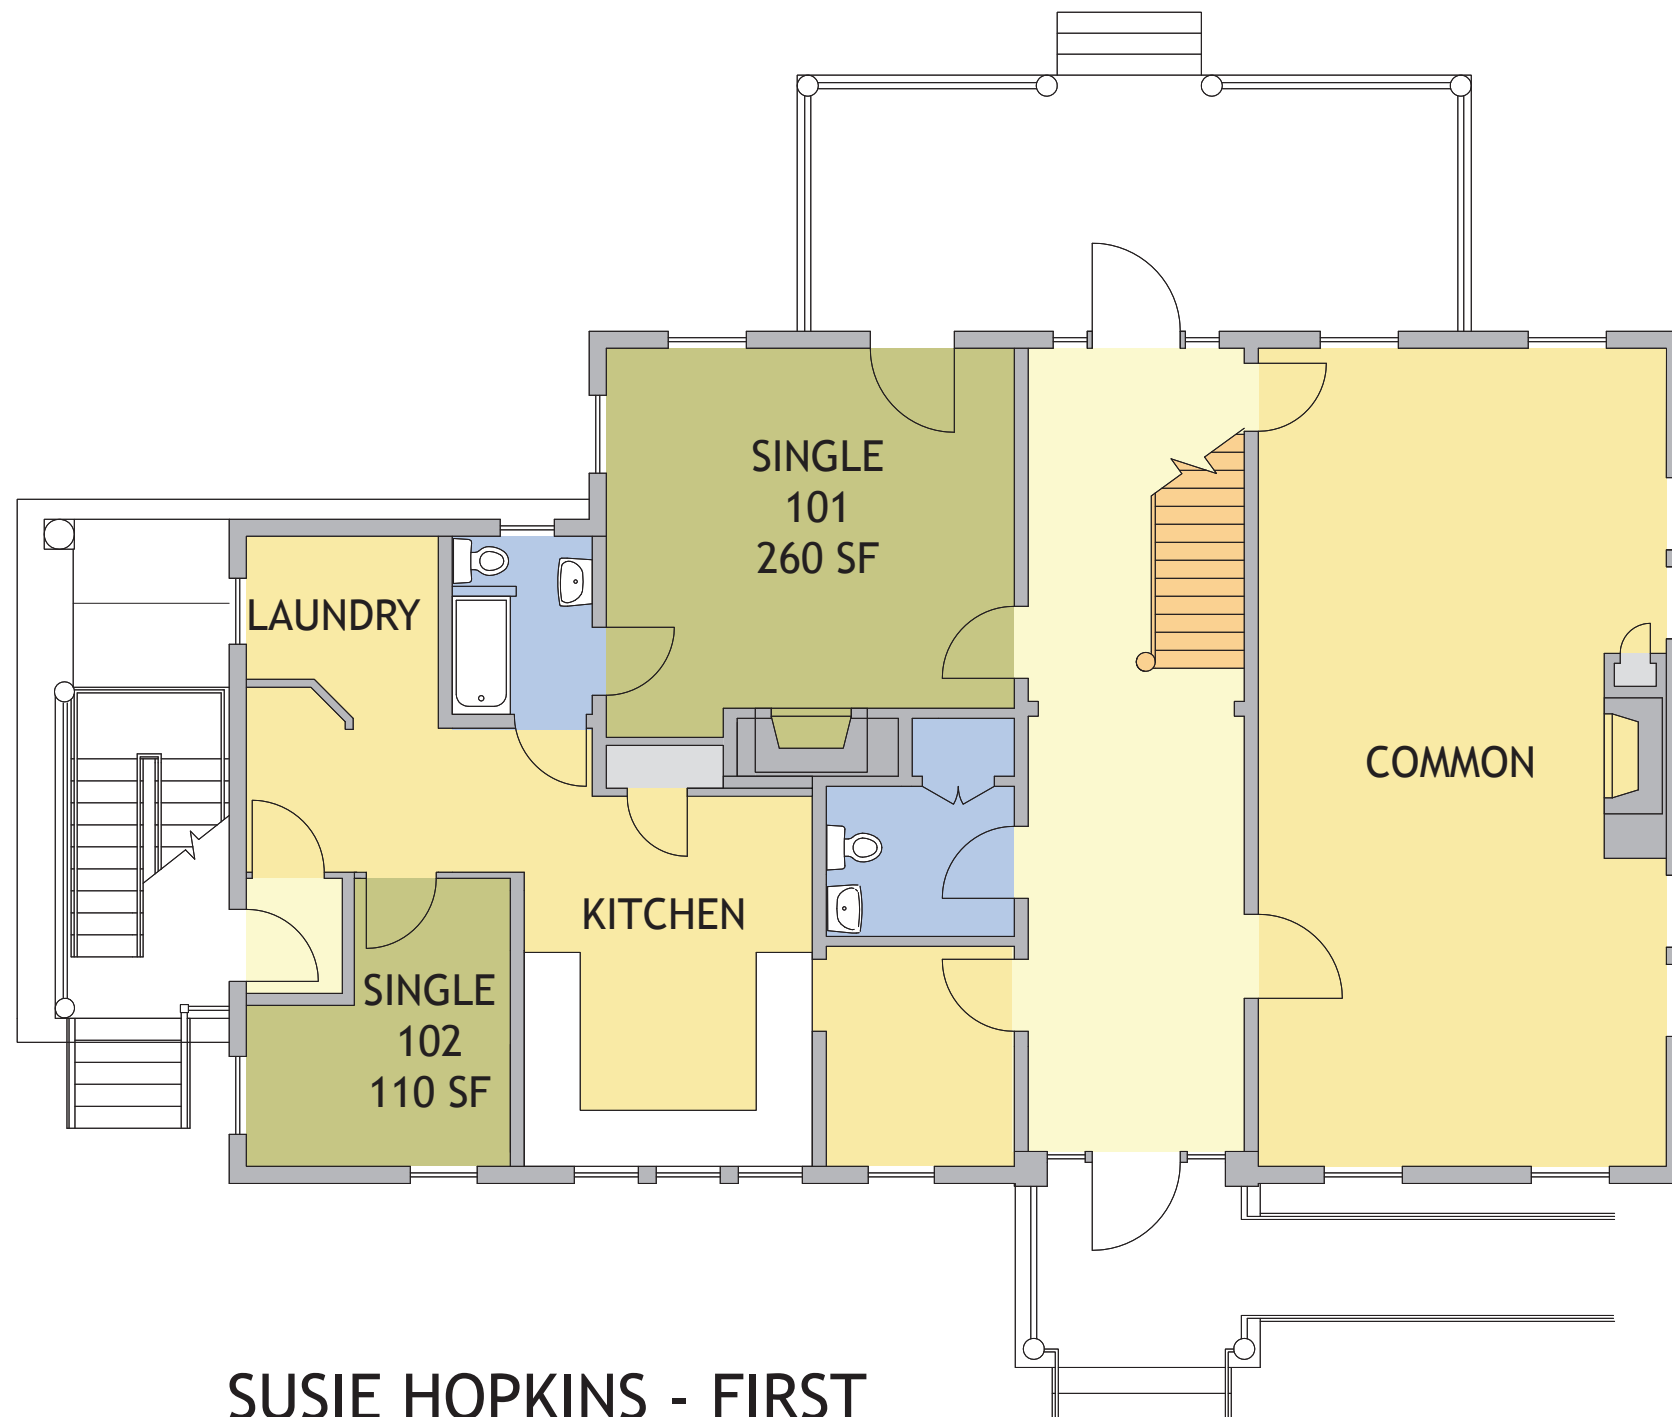 SINGLE
101
260 SF
LAUNDRY
COMMON
KITCHEN
SINGLE
102
110 SF
SUSIE HOPKINS - FIRST